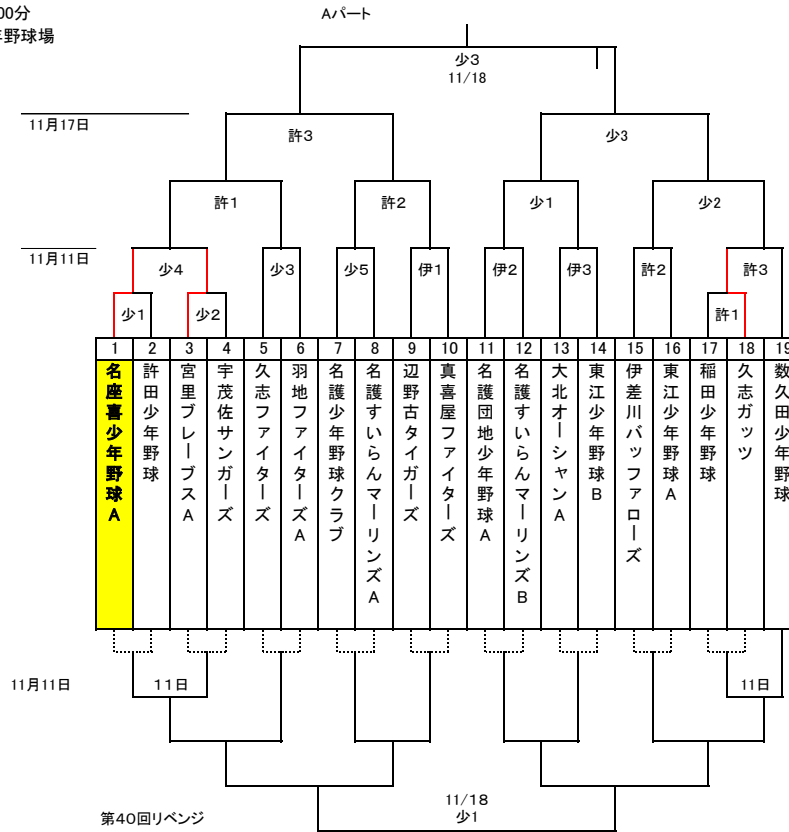 00分
Aパート
年野球場
少3
11/18
11月17日
許3
少3
許1
許2
少1
少2
11月11日
少4
少3
少5
伊1
伊2
伊3
許2
許3
少1
少2
許1
1 2 3 4 5 6 7 8 9 10 11 12 13 14 15 16 17 18 19
名座喜少年野球A
許田少年野球
宮里ブレーブスA
宇茂佐サンガーズ
久志ファイターズ
羽地ファイターズA
名護少年野球クラブ
名護すいらんマーリンズA
辺野古タイガーズ
真喜屋ファイターズ
名護団地少年野球A
名護すいらんマーリンズB
大北オーシャンA
東江少年野球B
伊差川バッファローズ
東江少年野球A
稲田少年野球
久志ガッツ
数久田少年野球
11月11日
11日
11日
11/18
少1
第40回リベンジ